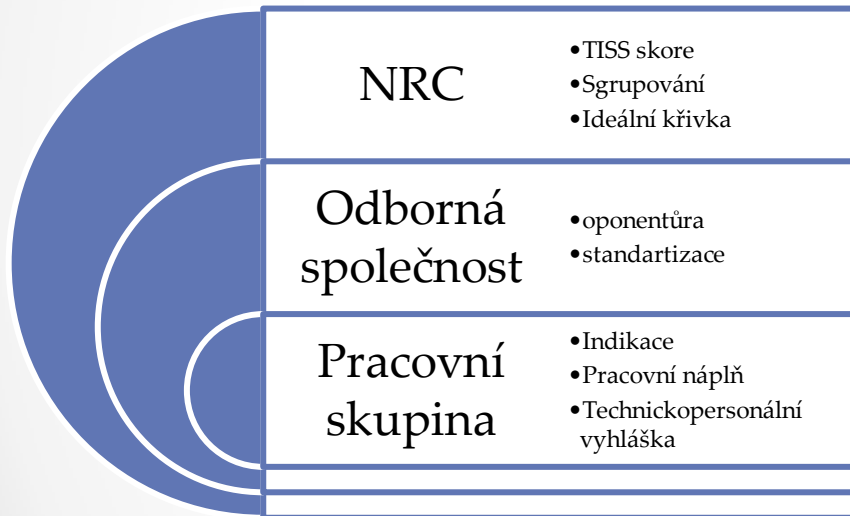 NRC
•TISS skore
•Sgrupování
•Ideální křivka
Odborná
společnost
•oponentůra
•standartizace
Pracovní
skupina
•Indikace
•Pracovní náplň
•Technickopersonální
vyhláška